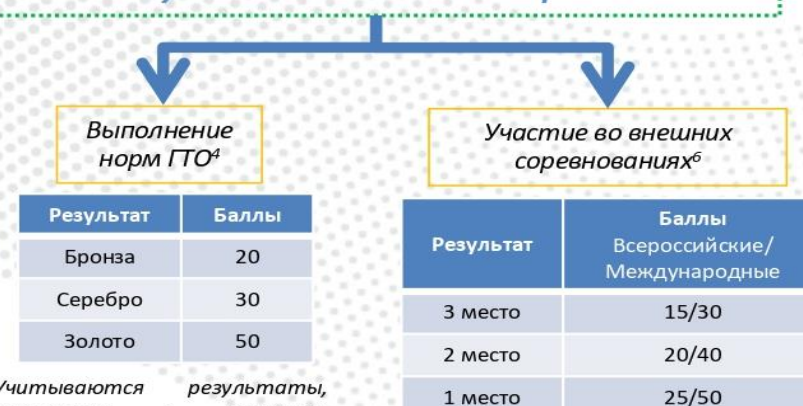 Выполнение
норм ГТО⁴
Результат Баллы
Бронза 20
Серебро 30
Золото 50
Учитываются результаты,
Участие во внешних
соревнованиях⁶
Результат Баллы
Всероссийские/
Международные
3 место 15/30
2 место 20/40
1 место 25/50